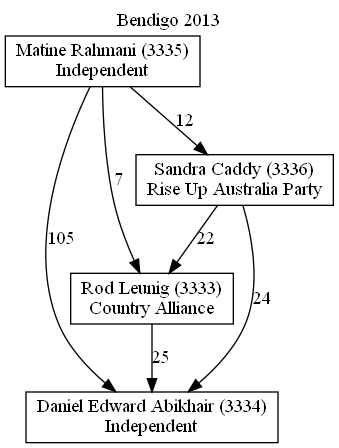 Bendigo 2013
Matine Rahmani (3335)
Independent
12
Sandra Caddy (3336)
Rise Up Australia Party
7
105
22
24
Rod Leunig (3333)
Country Alliance
25
Daniel Edward Abikhair (3334)
Independent